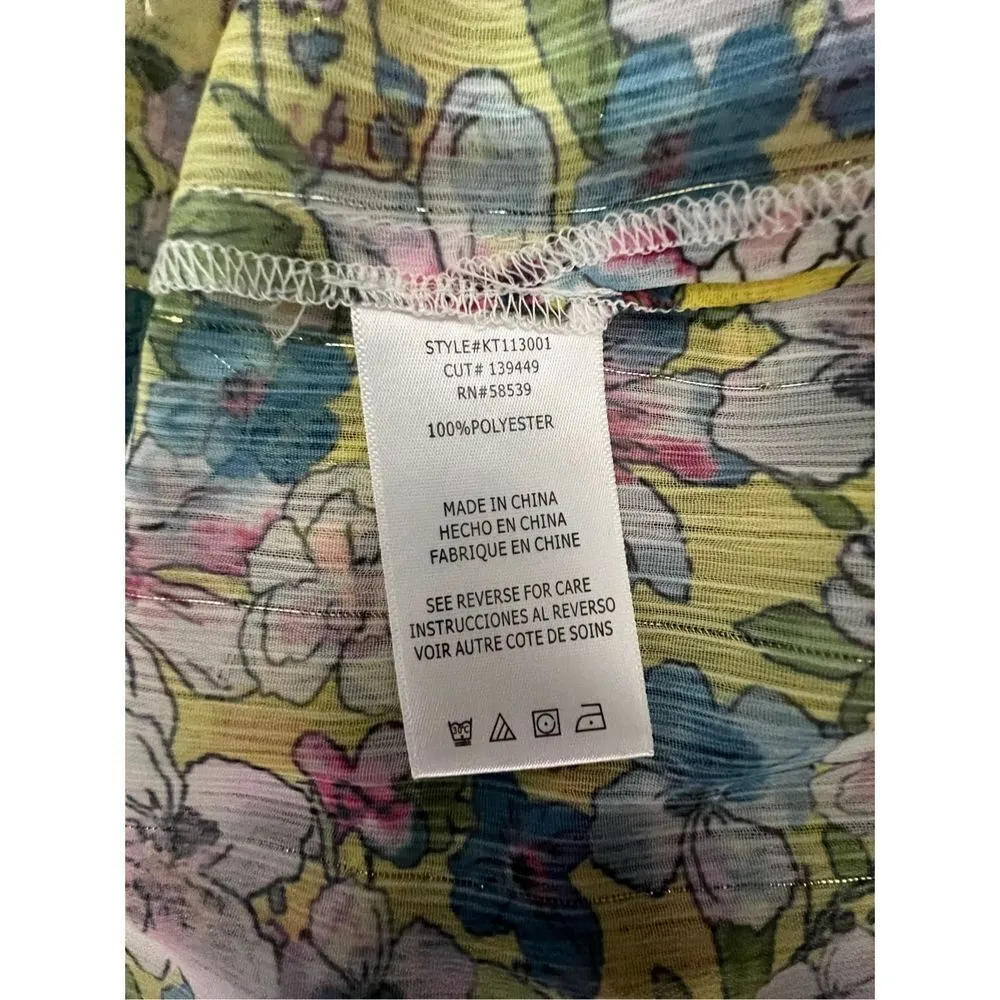 STYLE#KT113001
CUT# 139449
RN#58539
100%POLYESTER
MADE IN CHINA
HECHO EN CHINA
FABRIQUE EN CHINE
SEE REVERSE FOR CARE
INSTRUCCIONES AL REVERSO
VOIR AUTRE COTE DE SOINS